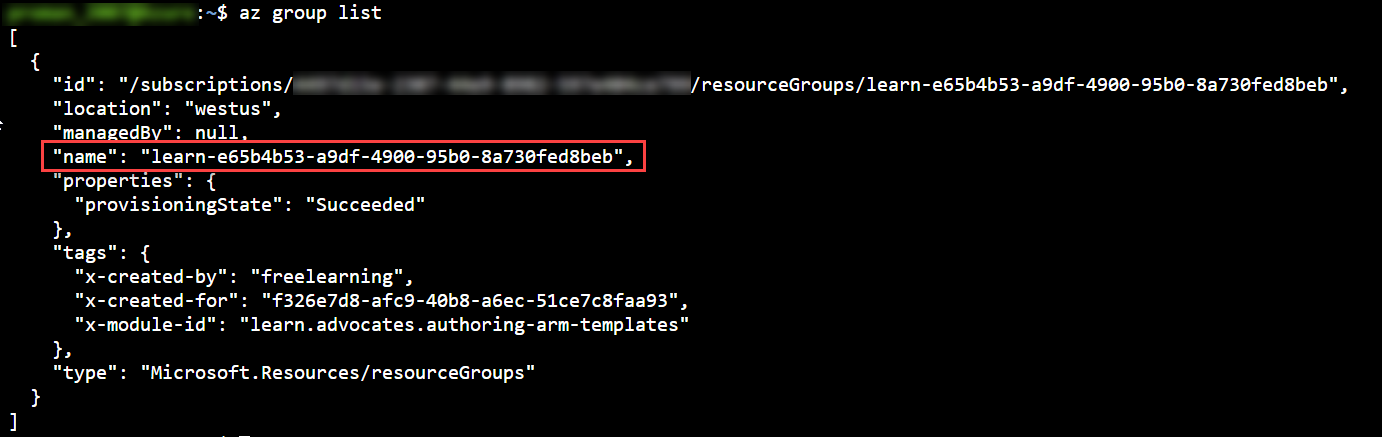 :~$ az group list
[
  {
    "id": "/subscriptions/ /resourceGroups/learn-e65b4b53-a9df-4900-95b0-8a730fed8beb",
    "location": "westus",
    "managedBy": null,
    "name": "learn-e65b4b53-a9df-4900-95b0-8a730fed8beb",
    "properties": {
      "provisioningState": "Succeeded"
    },
    "tags": {
      "x-created-by": "freelearning",
      "x-created-for": "f326e7d8-afc9-40b8-a6ec-51ce7c8faa93",
      "x-module-id": "learn.advocates.authoring-arm-templates"
    },
    "type": "Microsoft.Resources/resourceGroups"
  }
]